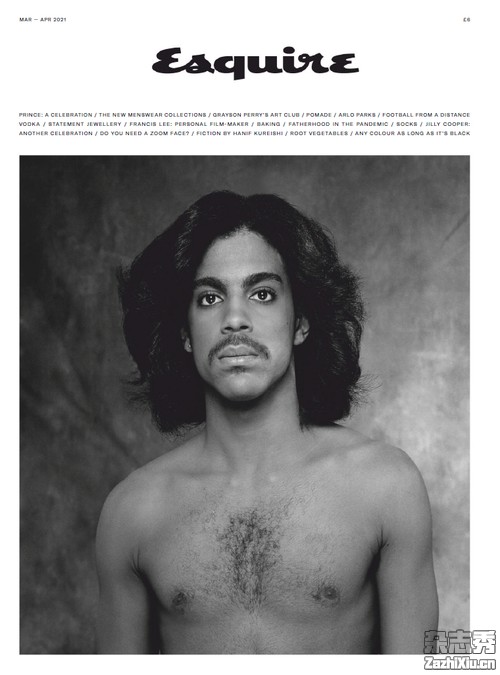 MAR — APR 2021
£6
Esquire
PRINCE: A CELEBRATION / THE NEW MENSWEAR COLLECTIONS / GRAYSON PERRY'S ART CLUB / POMADE / ARLO PARKS / FOOTBALL FROM A DISTANCE
VODKA / STATEMENT JEWELLERY / FRANCIS LEE: PERSONAL FILM-MAKER / BAKING / FATHERHOOD IN THE PANDEMIC / SOCKS / JILLY COOPER:
ANOTHER CELEBRATION / DO YOU NEED A ZOOM FACE? / FICTION BY HANIF KUREISHI / ROOT VEGETABLES / ANY COLOUR AS LONG AS IT'S BLACK
杂志秀
ZazhiXiu.cn